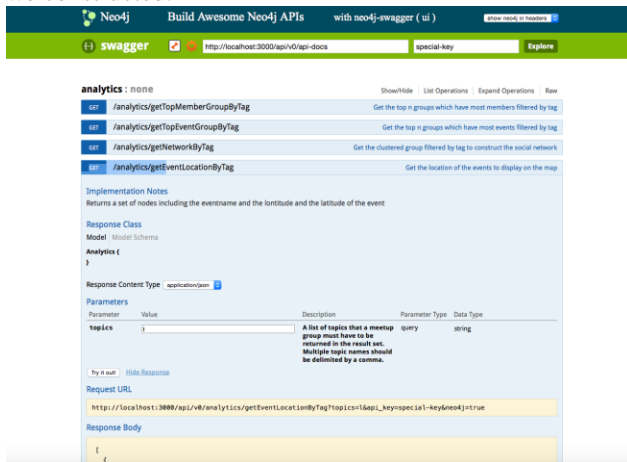 Neo4j Build Awesome Neo4j APIs with neo4j-swagger ( ui ) show neo4j in headers
swagger http://localhost:3000/api/v0/api-docs special-key Explore
analytics : none Show/Hide List Operations Expand Operations Raw
GET /analytics/getTopMemberGroupByTag Get the top n groups which have most members filtered by tag
GET /analytics/getTopEventGroupByTag Get the top n groups which have most events filtered by tag
GET /analytics/getNetworkByTag Get the clustered group filtered by tag to construct the social network
GET /analytics/getEventLocationByTag Get the location of the events to display on the map
Implementation Notes
Returns a set of nodes including the eventname and the lontitude and the latitude of the event
Response Class
Model Model Schema
Analytics {
}
Response Content Type application/json
Parameters
Parameter Value Description Parameter Type Data Type
topics A list of topics that a meetup query string
group must have to be
returned in the result set.
Multiple topic names should
be delimited by a comma.
Try it out! Hide Response
Request URL
http://localhost:3000/api/v0/analytics/getEventLocationByTag?topics=l&api_key=special-key&neo4j=true
Response Body
[
{